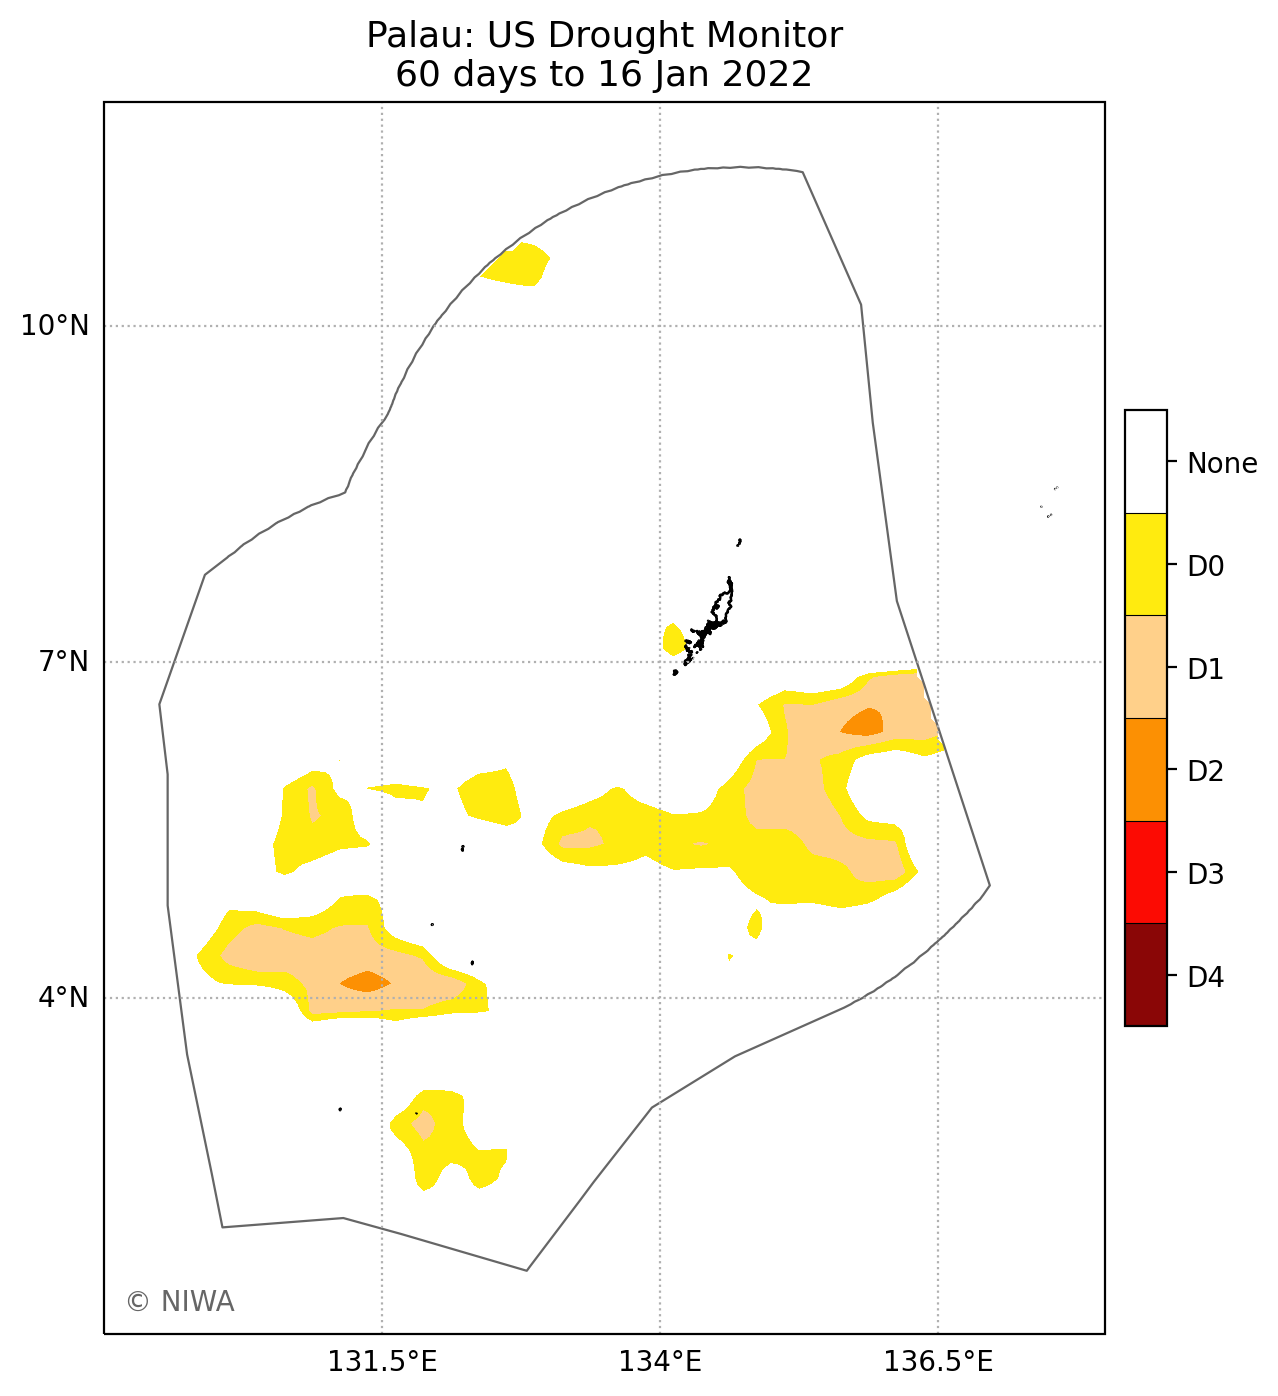 Palau: US Drought Monitor
60 days to 16 Jan 2022
10°N
7°N
4°N
131.5°E
134°E
136.5°E
None
D0
D1
D2
D3
D4
© NIWA